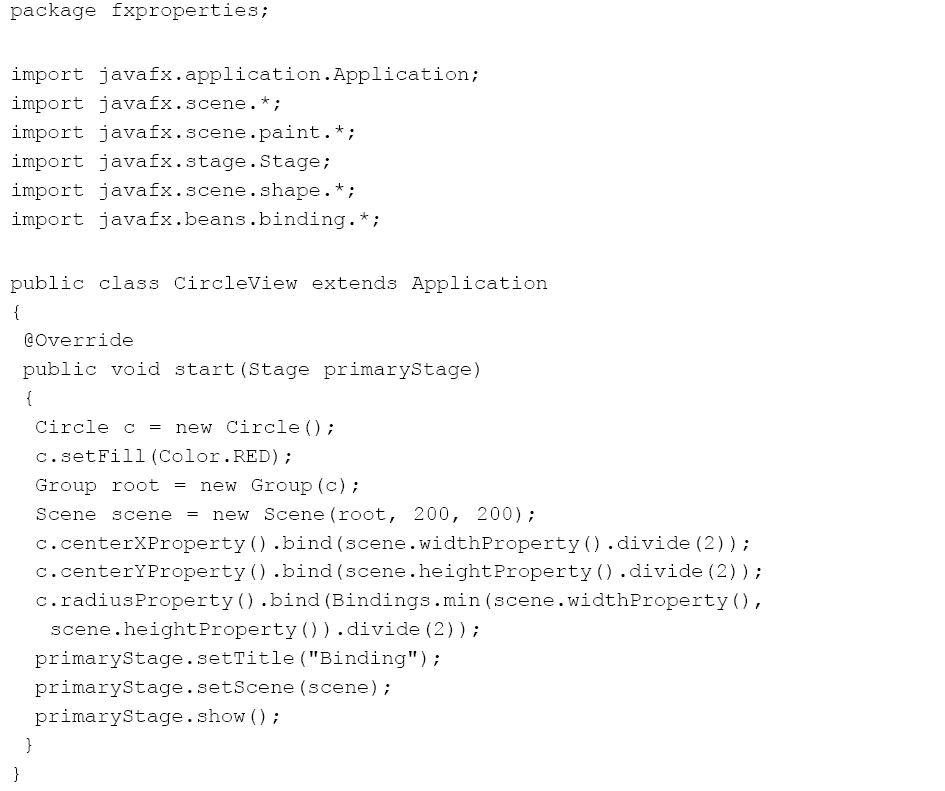 package fxproperties;
import javafx.application.Application;
import javafx.scene.*;
import javafx.scene.paint.*;
import javafx.stage.Stage;
import javafx.scene.shape.*;
import javafx.beans.binding.*;
public class CircleView extends Application
{
@Override
public void start(Stage primaryStage)
{
Circle c = new Circle();
c.setFill(Color.RED);
Group root = new Group(c);
Scene scene = new Scene(root, 200, 200);
c.centerXProperty().bind(scene.widthProperty().divide(2));
c.centerYProperty().bind(scene.heightProperty().divide(2));
c.radiusProperty().bind(Bindings.min(scene.widthProperty(),
scene.heightProperty()).divide(2));
primaryStage.setTitle("Binding");
primaryStage.setScene(scene);
primaryStage.show();
}
}